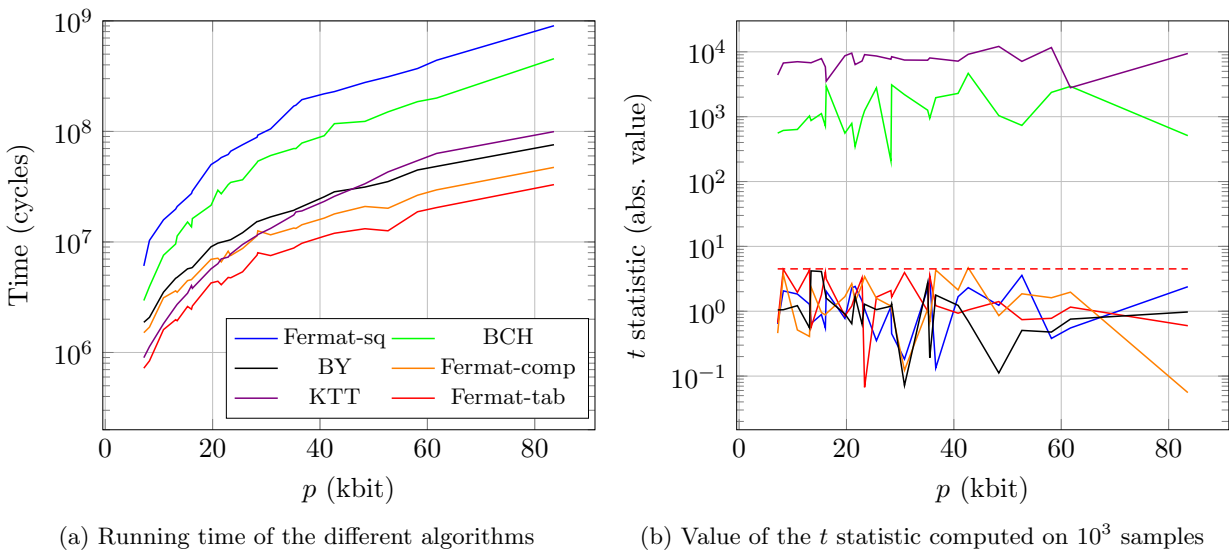 10^9
10^8
10^7
10^6
Time (cycles)
0 20 40 60 80
p (kbit)
Fermat-sq BCH
BY Fermat-comp
KTT Fermat-tab
(a) Running time of the different algorithms
10^4
10^3
10^2
10^1
10^0
10^−1
t statistic (abs. value)
0 20 40 60 80
p (kbit)
(b) Value of the t statistic computed on 10^3 samples